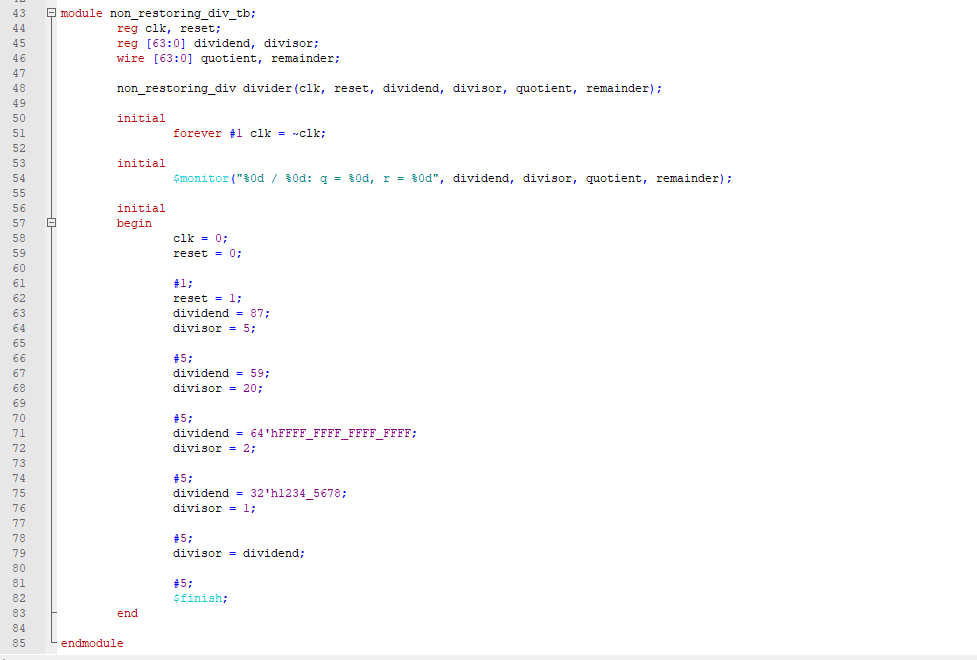 43 module non_restoring_div_tb;
44 reg clk, reset;
45 reg [63:0] dividend, divisor;
46 wire [63:0] quotient, remainder;
47
48 non_restoring_div divider(clk, reset, dividend, divisor, quotient, remainder);
49
50 initial
51 forever #1 clk = ~clk;
52
53 initial
54 $monitor("%0d / %0d: q = %0d, r = %0d", dividend, divisor, quotient, remainder);
55
56 initial
57 begin
58 clk = 0;
59 reset = 0;
60
61 #1;
62 reset = 1;
63 dividend = 87;
64 divisor = 5;
65
66 #5;
67 dividend = 59;
68 divisor = 20;
69
70 #5;
71 dividend = 64'hFFFF_FFFF_FFFF_FFFF;
72 divisor = 2;
73
74 #5;
75 dividend = 32'h1234_5678;
76 divisor = 1;
77
78 #5;
79 divisor = dividend;
80
81 #5;
82 $finish;
83 end
84
85 endmodule